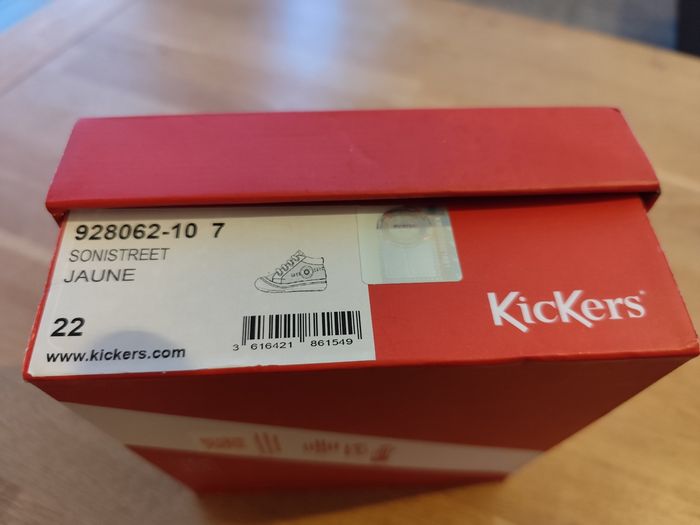 928062-10 7
SONISTREET
JAUNE
22
www.kickers.com
3 616421 861549
KicKers